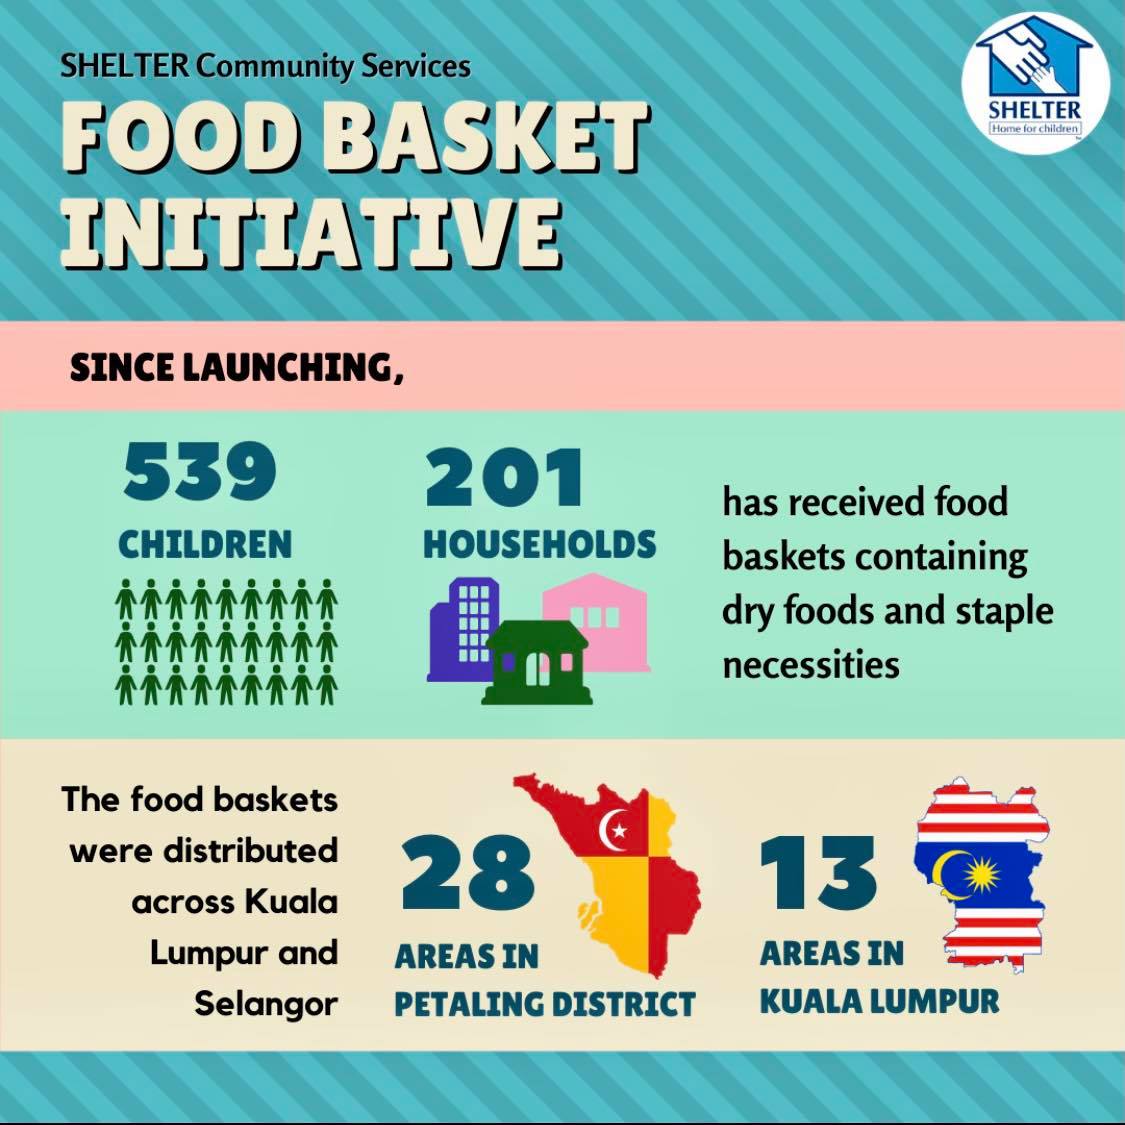 SHELTER Community Services
FOOD BASKET
INITIATIVE
SHELTER
Home for children
SINCE LAUNCHING,
539
CHILDREN
201
HOUSEHOLDS
has received food
baskets containing
dry foods and staple
necessities
The food baskets
were distributed
across Kuala
Lumpur and
Selangor
28
AREAS IN
PETALING DISTRICT
13
AREAS IN
KUALA LUMPUR